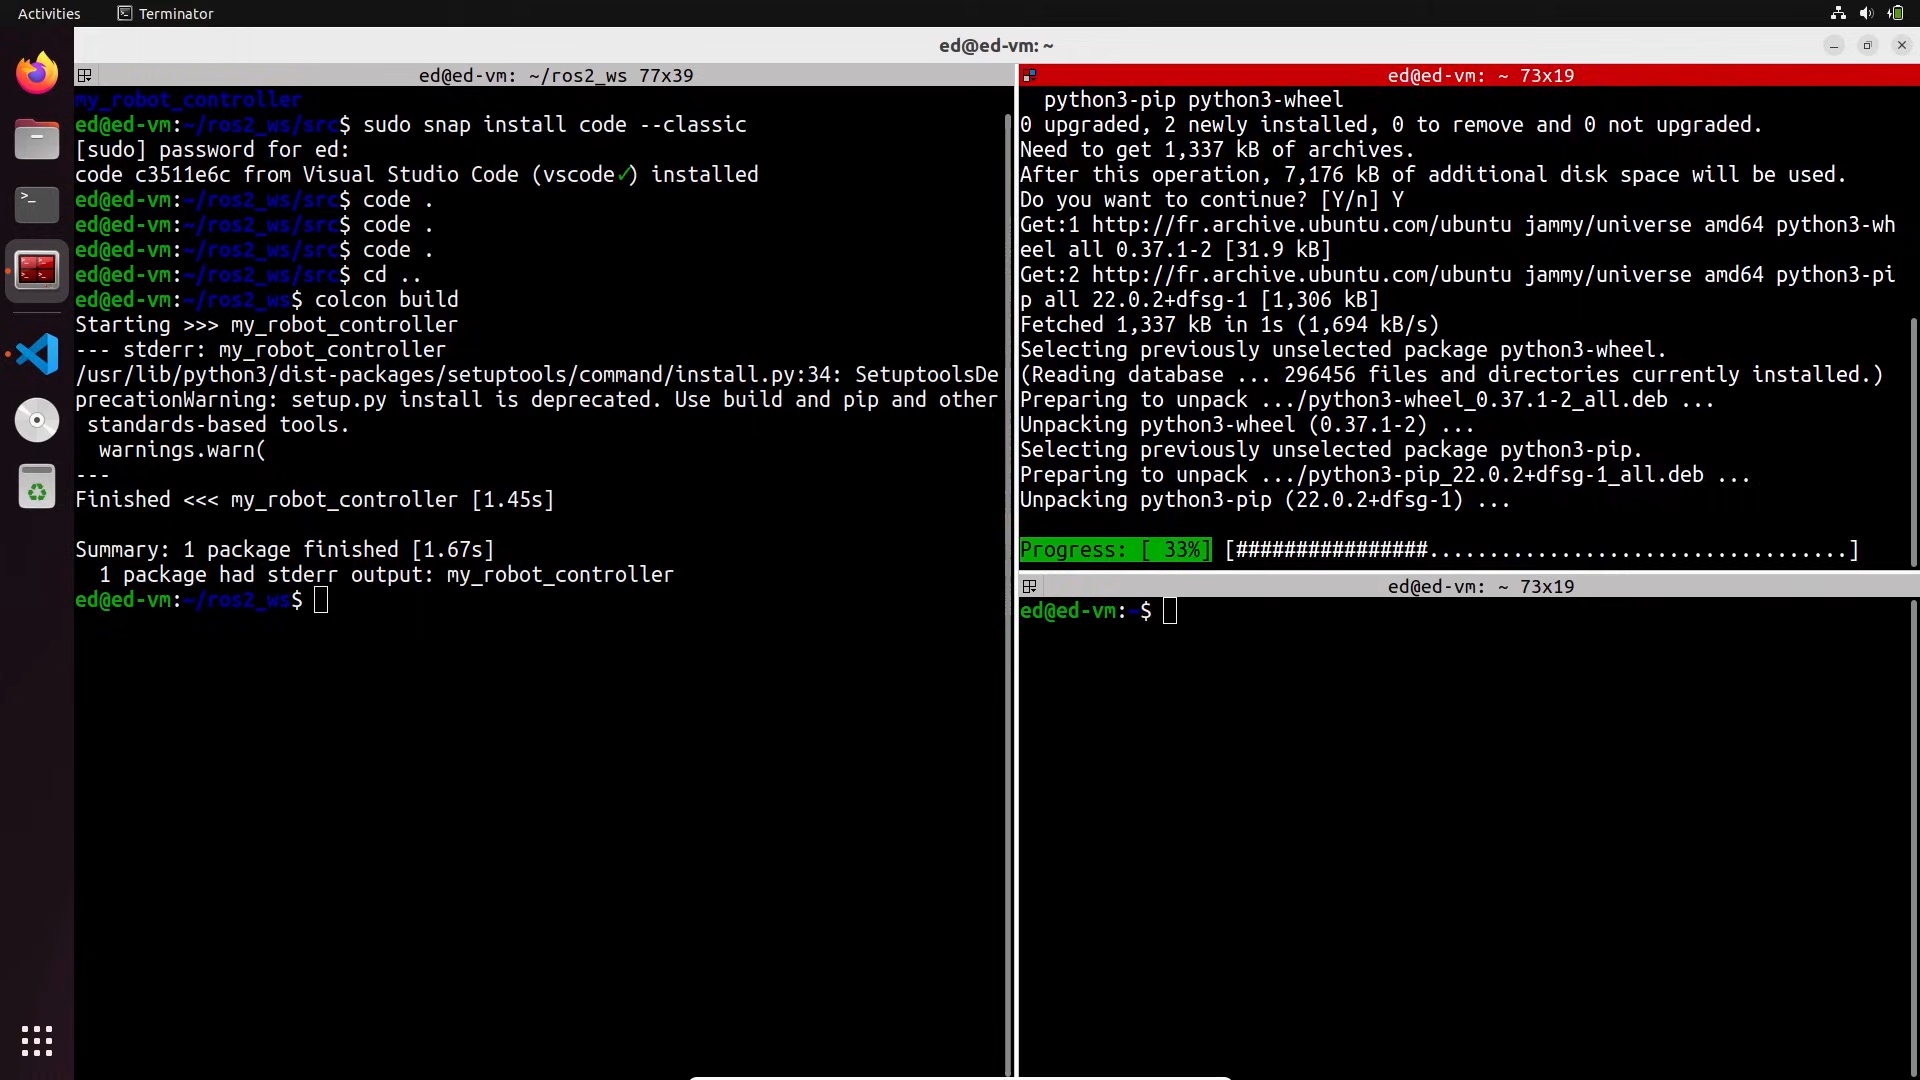 Activities
Terminator
ed@ed-vm: ~
ed@ed-vm: ~/ros2_ws 77x39
my_robot_controller
ed@ed-vm:~/ros2_ws/src$ sudo snap install code --classic
[sudo] password for ed:
code c3511e6c from Visual Studio Code (vscode✓) installed
ed@ed-vm:~/ros2_ws/src$ code .
ed@ed-vm:~/ros2_ws/src$ code .
ed@ed-vm:~/ros2_ws/src$ code .
ed@ed-vm:~/ros2_ws/src$ cd ..
ed@ed-vm:~/ros2_ws$ colcon build
Starting >>> my_robot_controller
--- stderr: my_robot_controller
/usr/lib/python3/dist-packages/setuptools/command/install.py:34: SetuptoolsDe
precationWarning: setup.py install is deprecated. Use build and pip and other
 standards-based tools.
  warnings.warn(
---
Finished <<< my_robot_controller [1.45s]
Summary: 1 package finished [1.67s]
  1 package had stderr output: my_robot_controller
ed@ed-vm:~/ros2_ws$
ed@ed-vm: ~ 73x19
  python3-pip python3-wheel
0 upgraded, 2 newly installed, 0 to remove and 0 not upgraded.
Need to get 1,337 kB of archives.
After this operation, 7,176 kB of additional disk space will be used.
Do you want to continue? [Y/n] Y
Get:1 http://fr.archive.ubuntu.com/ubuntu jammy/universe amd64 python3-wh
eel all 0.37.1-2 [31.9 kB]
Get:2 http://fr.archive.ubuntu.com/ubuntu jammy/universe amd64 python3-pi
p all 22.0.2+dfsg-1 [1,306 kB]
Fetched 1,337 kB in 1s (1,694 kB/s)
Selecting previously unselected package python3-wheel.
(Reading database ... 296456 files and directories currently installed.)
Preparing to unpack .../python3-wheel_0.37.1-2_all.deb ...
Unpacking python3-wheel (0.37.1-2) ...
Selecting previously unselected package python3-pip.
Preparing to unpack .../python3-pip_22.0.2+dfsg-1_all.deb ...
Unpacking python3-pip (22.0.2+dfsg-1) ...
Progress: [ 33%] [################...................................]
ed@ed-vm: ~ 73x19
ed@ed-vm:~$